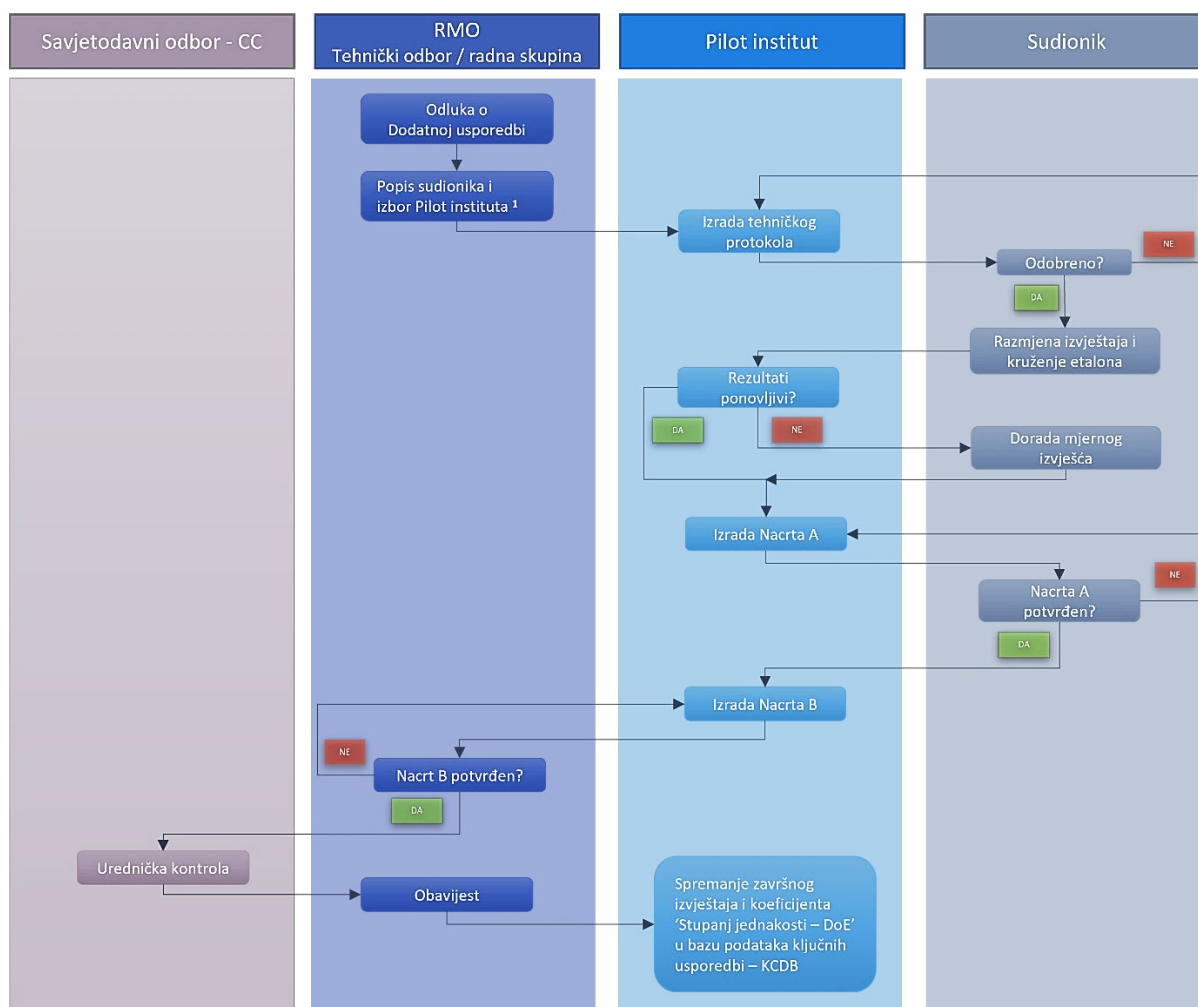 Savjetodavni odbor - CC
RMO
Tehnički odbor / radna skupina
Pilot institut
Sudionik
Odluka o
Dodatnoj usporedbi
Popis sudionika i
izbor Pilot instituta ¹
Izrada tehničkog
protokola
NE
Odobreno?
DA
Razmjena izvještaja i
kruženje etalona
Rezultati
ponovljivi?
DA
NE
Dorada mjernog
izvješća
Izrada Nacrta A
NE
Nacrta A
potvrđen?
DA
Izrada Nacrta B
NE
Nacrt B potvrđen?
DA
Urednička kontrola
Obavijest
Spremanje završnog
izvještaja i koeficijenta
‘Stupanj jednakosti – DoE’
u bazu podataka ključnih
usporedbi – KCDB